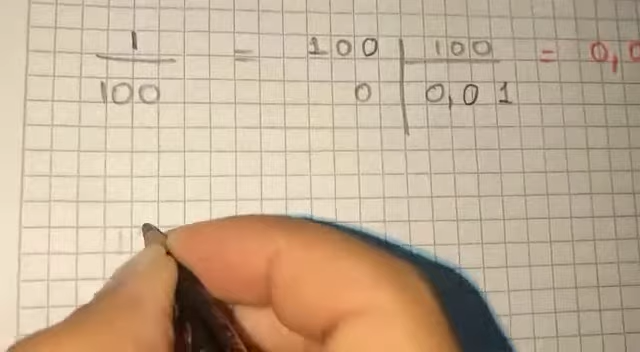 1/100 = 100 | 100 = 0,0
0 | 0,01